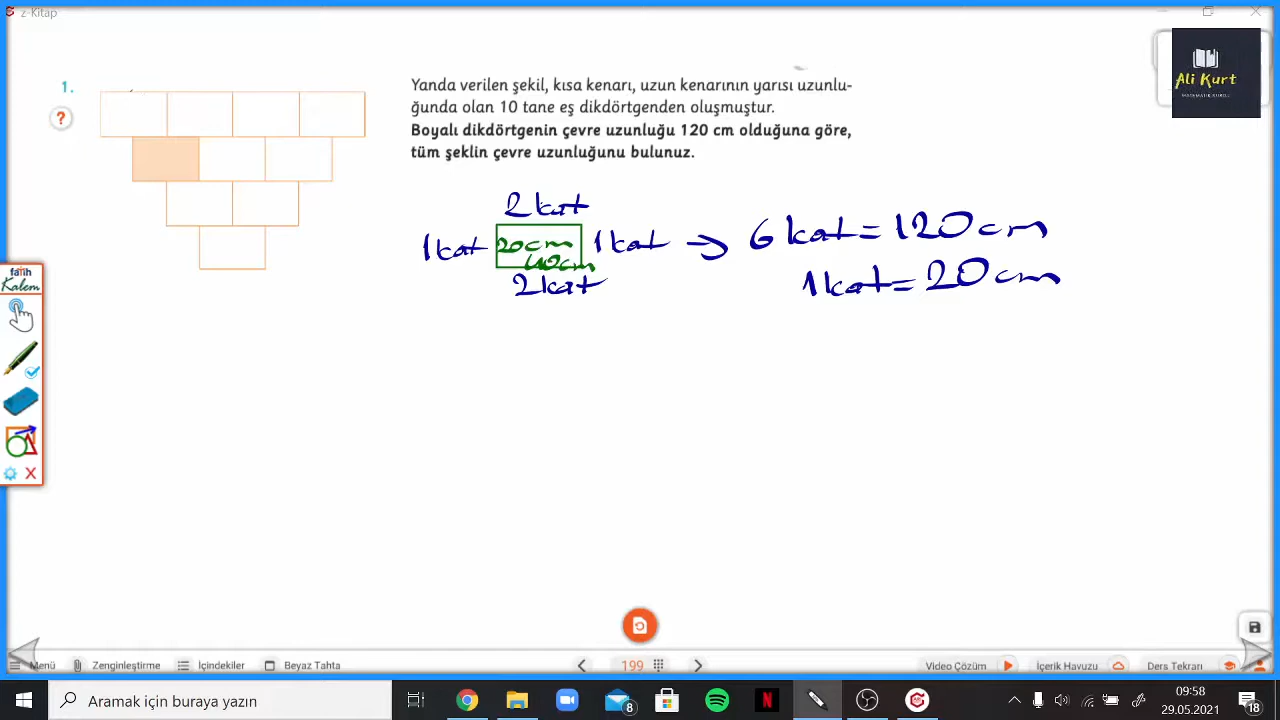 z-Kitap
Ali Kurt
1.
?
Yanda verilen şekil, kısa kenarı, uzun kenarının yarısı uzunlu-
ğunda olan 10 tane eş dikdörtgenden oluşmuştur.
Boyalı dikdörtgenin çevre uzunluğu 120 cm olduğuna göre,
tüm şeklin çevre uzunluğunu bulunuz.
2kat
1kat 20cm 1kat → 6kat=120cm
40cm
2kat 1kat=20cm
fatih
Kalem
Menü Zenginleştirme İçindekiler Beyaz Tahta 199 Video Çözüm İçerik Havuzu Ders Tekrarı
Aramak için buraya yazın 8 09:58
29.05.2021 18